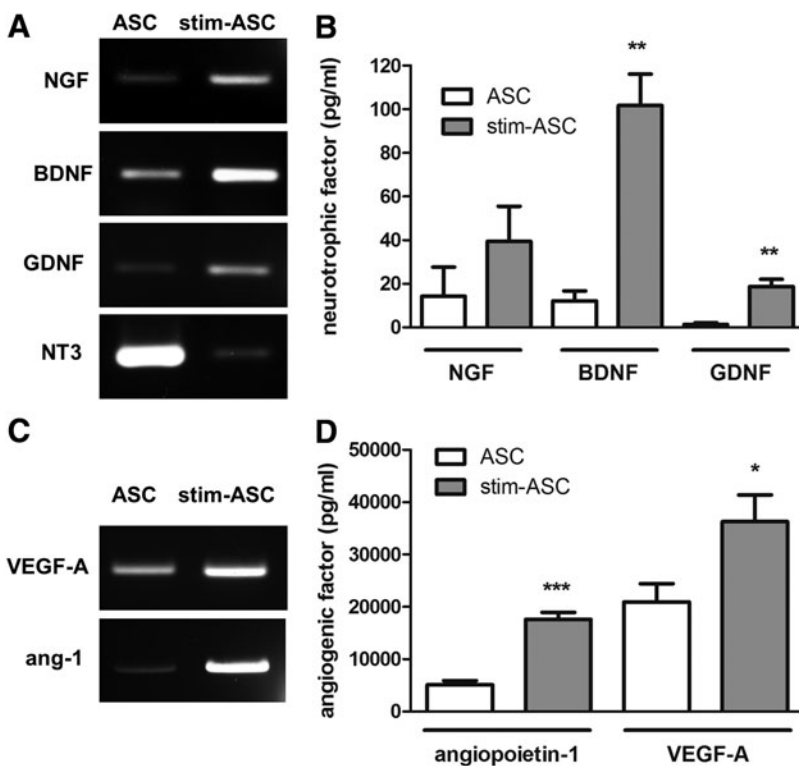 A
ASC stim-ASC
NGF
BDNF
GDNF
NT3
B
neurotrophic factor (pg/ml)
120
100
80
60
40
20
0
ASC
stim-ASC
**
**
NGF BDNF GDNF
C
ASC stim-ASC
VEGF-A
ang-1
D
angiogenic factor (pg/ml)
50000
40000
30000
20000
10000
0
ASC
stim-ASC
***
*
angiopoietin-1 VEGF-A